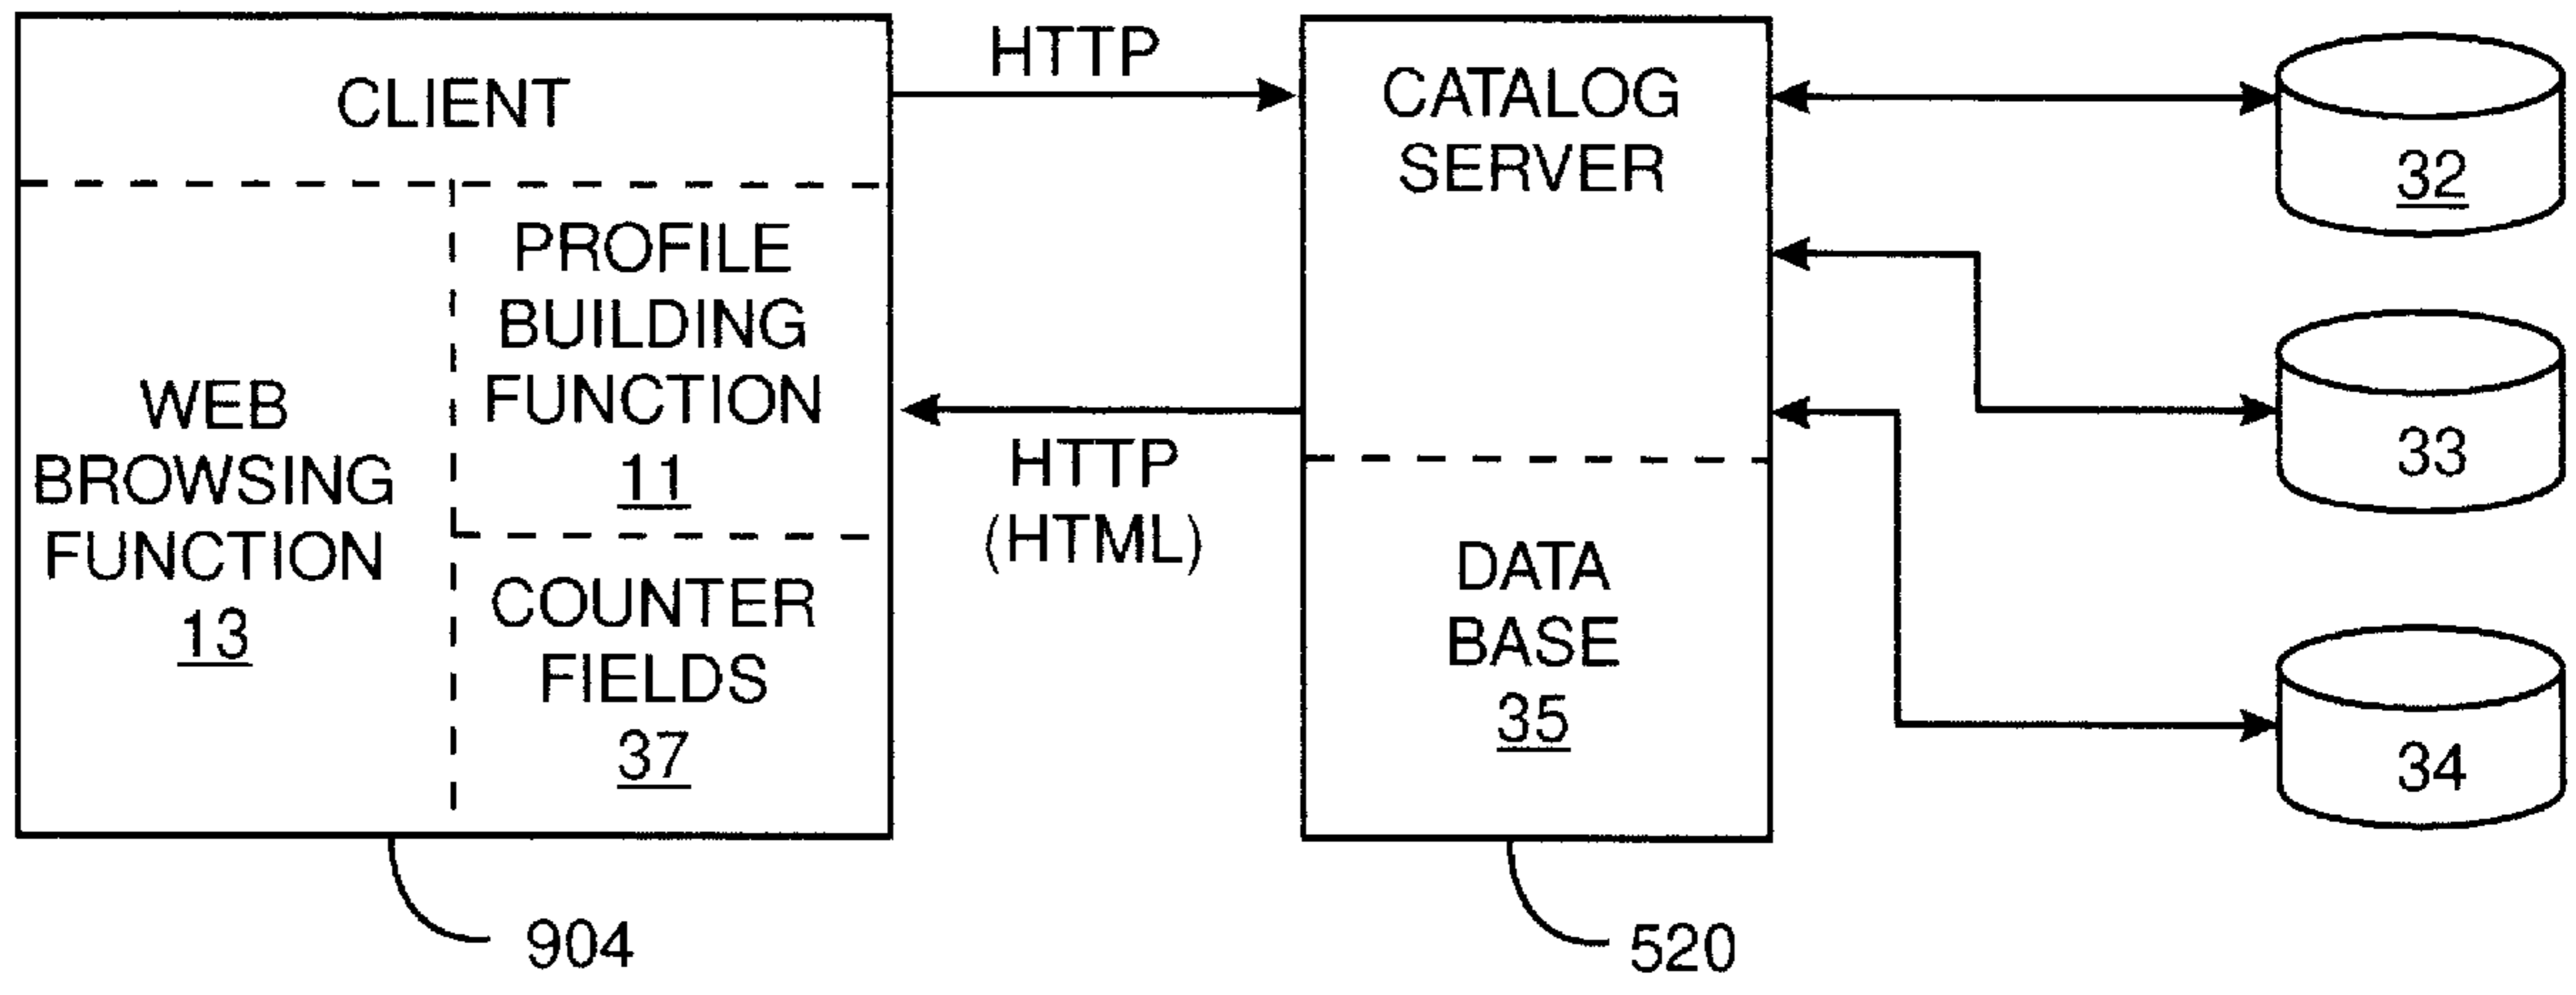 CLIENT
WEB
BROWSING
FUNCTION
13
PROFILE
BUILDING
FUNCTION
11
COUNTER
FIELDS
37
904
HTTP
HTTP
(HTML)
CATALOG
SERVER
DATA
BASE
35
520
32
33
34